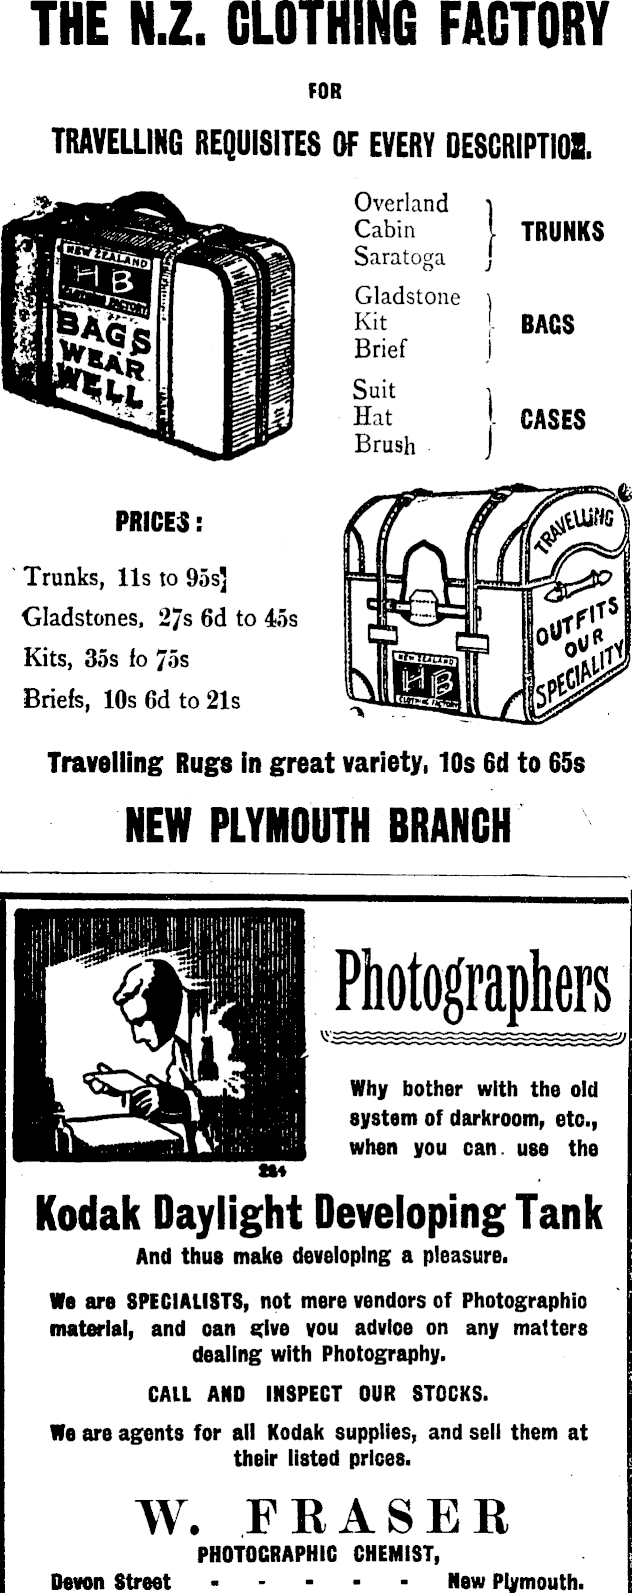 THE N.Z. CLOTHING FACTORY
FOR
TRAVELLING REQUISITES OF EVERY DESCRIPTION.
NEW ZEALAND
HB
CLOTHING FACTORY
BAGS
WEAR
WELL
Overland
Cabin
Saratoga
TRUNKS
Gladstone
Kit
Brief
BAGS
Suit
Hat
Brush
CASES
PRICES:
Trunks, 11s to 95s;
Gladstones, 27s 6d to 45s
Kits, 35s to 75s
Briefs, 10s 6d to 21s
TRAVELLING
OUTFITS
OUR
SPECIALITY
NEW ZEALAND
HB
CLOTHING FACTORY
Travelling Rugs in great variety, 10s 6d to 65s
NEW PLYMOUTH BRANCH
Photographers
Why bother with the old
system of darkroom, etc.,
when you can use the
224
Kodak Daylight Developing Tank
And thus make developing a pleasure.
We are SPECIALISTS, not mere vendors of Photographic
material, and can give you advice on any matters
dealing with Photography.
CALL AND INSPECT OUR STOCKS.
We are agents for all Kodak supplies, and sell them at
their listed prices.
W. FRASER
PHOTOGRAPHIC CHEMIST,
Devon Street - - - - - New Plymouth.